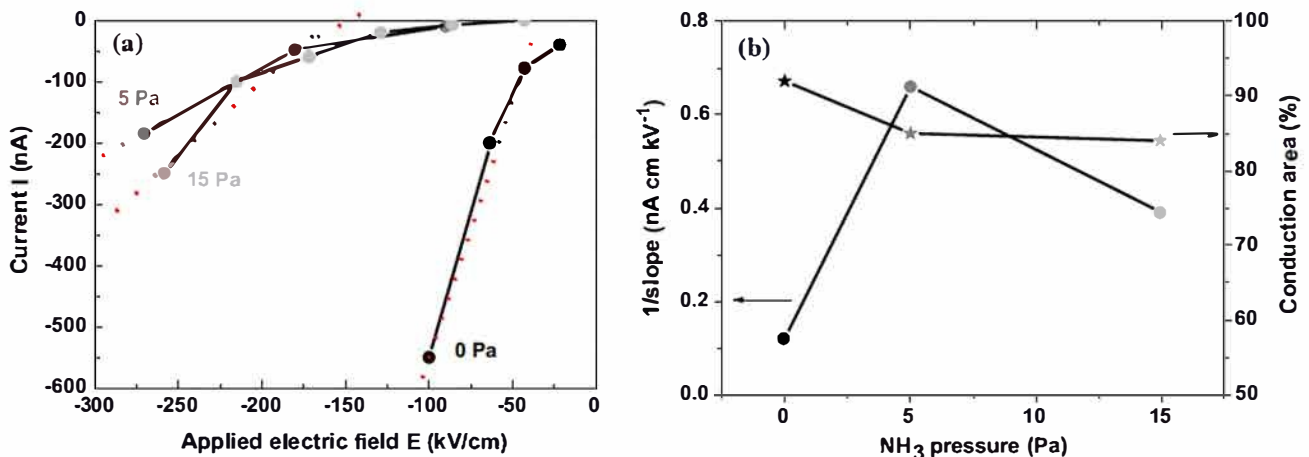 (a)
0
-100
-200
-300
-400
-500
-600
-300
-250
-200
-150
-100
-50
0
Current I (nA)
Applied electric field E (kV/cm)
5 Pa
15 Pa
0 Pa
(b)
0.8
0.6
0.4
0.2
0.0
1/slope (nA cm kV⁻¹)
0
5
10
15
NH₃ pressure (Pa)
100
90
80
70
60
50
Conduction area (%)